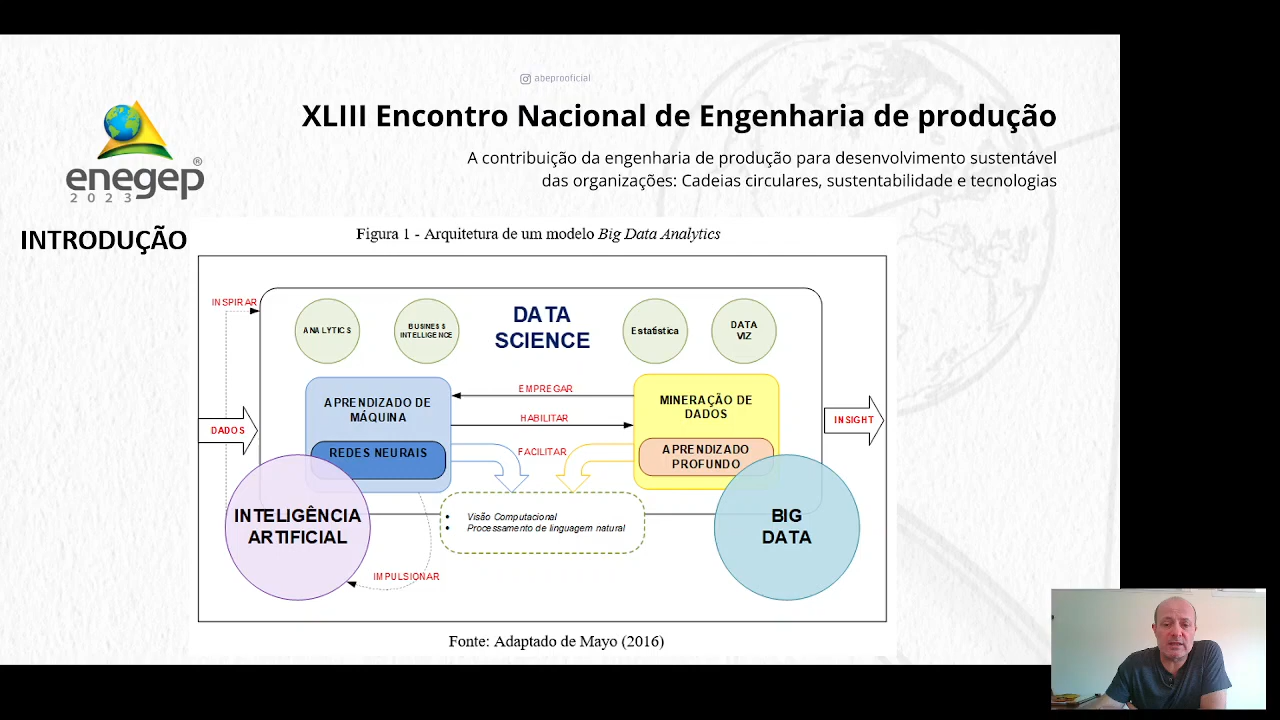 abeprooficial
XLIII Encontro Nacional de Engenharia de produção
A contribuição da engenharia de produção para desenvolvimento sustentável
das organizações: Cadeias circulares, sustentabilidade e tecnologias
enegep®
2023
INTRODUÇÃO
Figura 1 - Arquitetura de um modelo Big Data Analytics
INSPIRAR
ANALYTICS
BUSINESS
INTELLIGENCE
DATA
SCIENCE
Estatística
DATA
VIZ
APRENDIZADO DE
MÁQUINA
REDES NEURAIS
EMPREGAR
HABILITAR
FACILITAR
MINERAÇÃO DE
DADOS
APRENDIZADO
PROFUNDO
DADOS
INSIGHT
INTELIGÊNCIA
ARTIFICIAL
• Visão Computacional
• Processamento de linguagem natural
BIG
DATA
IMPULSIONAR
Fonte: Adaptado de Mayo (2016)